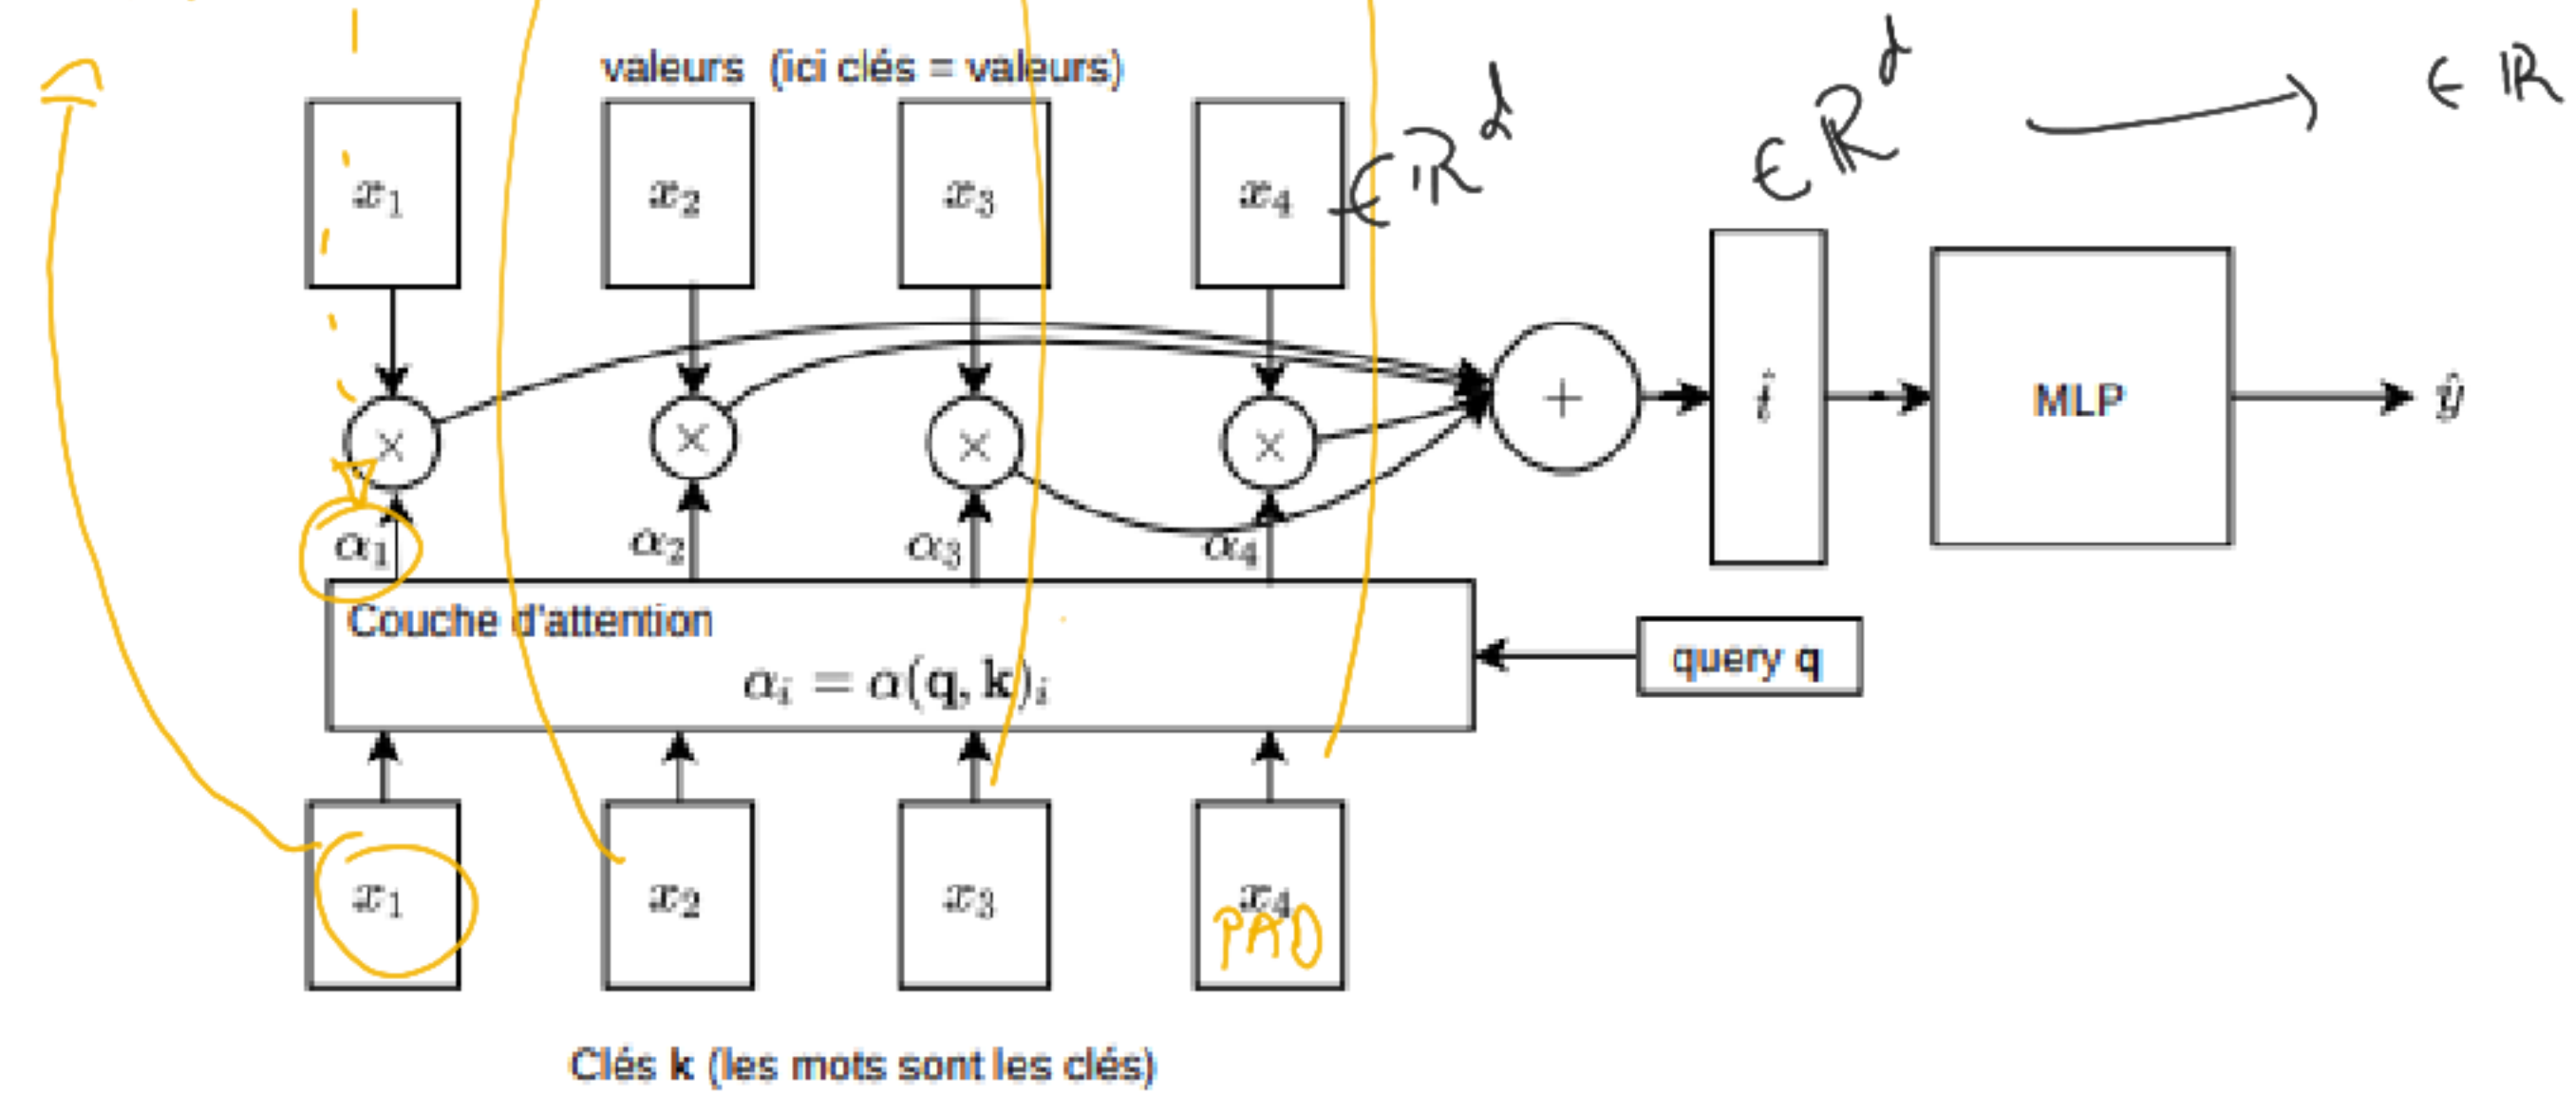 valeurs (ici clés = valeurs)
x₁ x₂ x₃ x₄ ∈ ℝᵈ ∈ ℝᵈ ⟶ ∈ ℝ
× × × × + i MLP ŷ
α₁ α₂ α₃ α₄
Couche d'attention
αᵢ = α(q, k)ᵢ
query q
x₁ x₂ x₃ x₄
PAD
Clés k (les mots sont les clés)